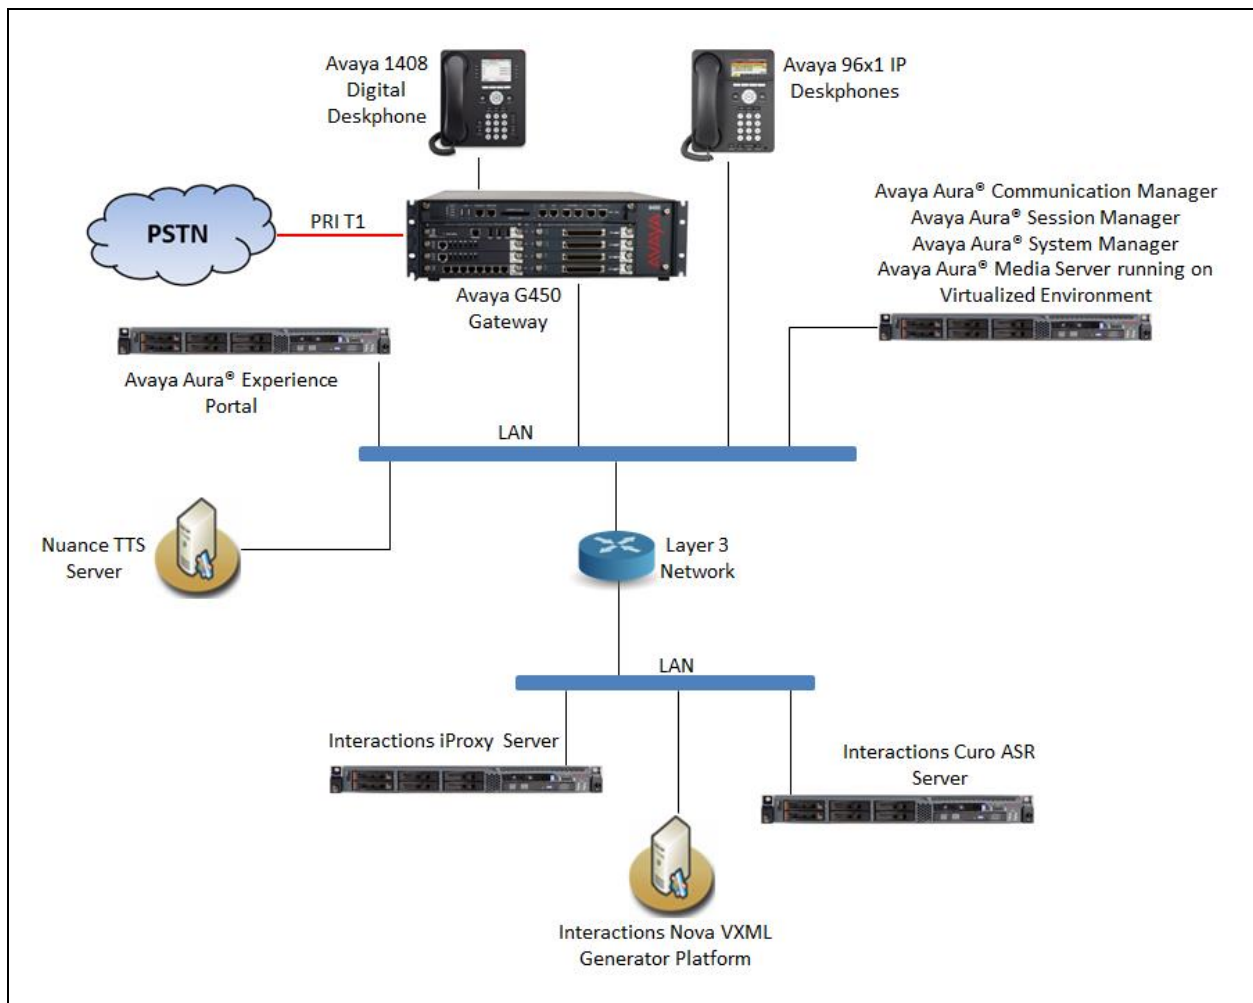 Avaya 1408
Digital
Deskphone
Avaya 96x1 IP
Deskphones
Avaya Aura® Communication Manager
Avaya Aura® Session Manager
Avaya Aura® System Manager
Avaya Aura® Media Server running on
Virtualized Environment
PSTN
PRI T1
AVAYA
Avaya G450
Gateway
Avaya Aura® Experience
Portal
LAN
Nuance TTS
Server
Layer 3
Network
LAN
Interactions iProxy Server
Interactions Curo ASR
Server
Interactions Nova VXML
Generator Platform